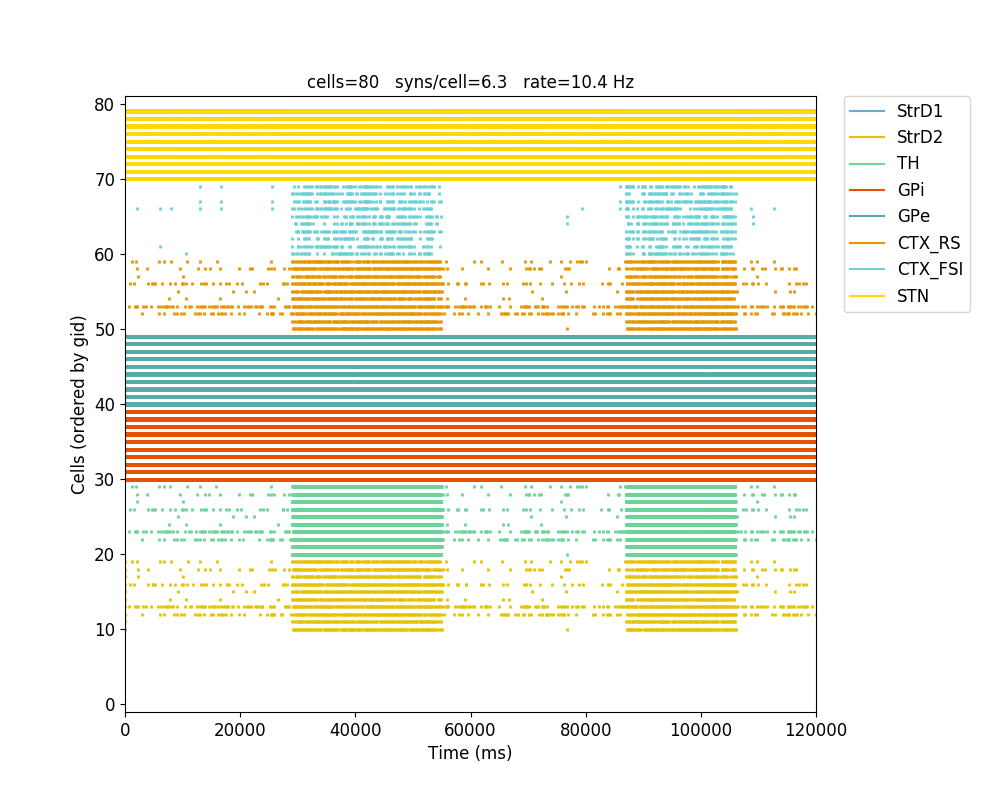 cells=80   syns/cell=6.3   rate=10.4 Hz
80
70
60
50
40
30
20
10
0
Cells (ordered by gid)
0 20000 40000 60000 80000 100000 120000
Time (ms)
StrD1
StrD2
TH
GPi
GPe
CTX_RS
CTX_FSI
STN